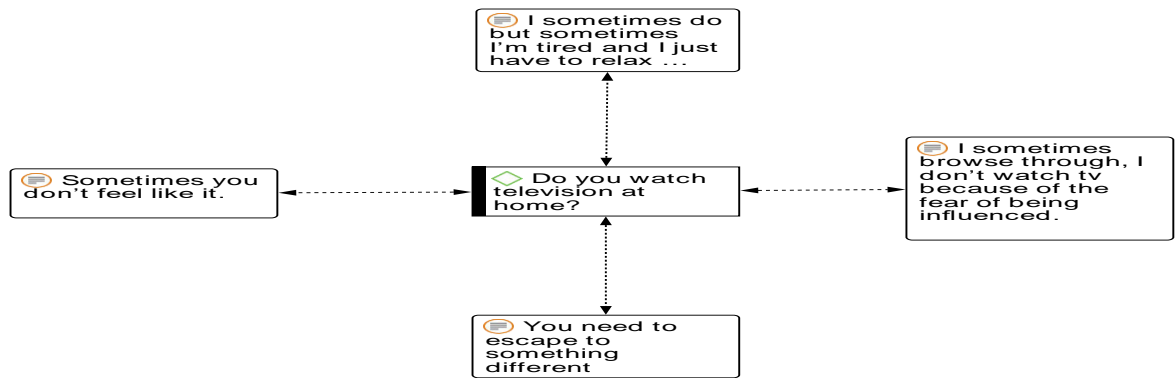 I sometimes do
but sometimes
I'm tired and I just
have to relax ...
Sometimes you
don't feel like it.
Do you watch
television at
home?
I sometimes
browse through, I
don't watch tv
because of the
fear of being
influenced.
You need to
escape to
something
different